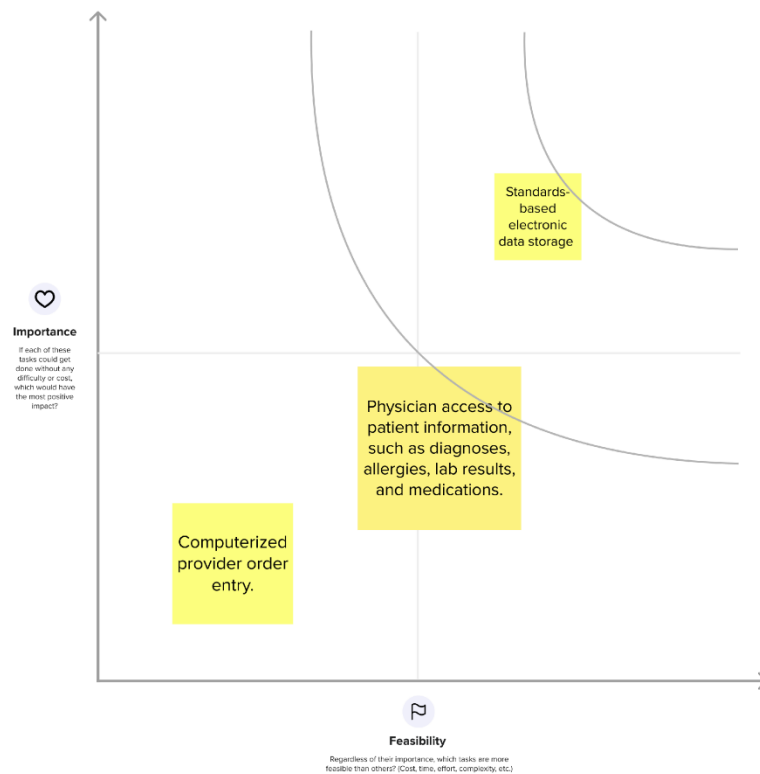 Standards-
based
electronic
data storage
Importance
If each of these
tasks could get
done without any
difficulty or cost,
which would have
the most positive
impact?
Physician access to
patient information,
such as diagnoses,
allergies, lab results,
and medications.
Computerized
provider order
entry.
Feasibility
Regardless of their importance, which tasks are more
feasible than others? (Cost, time, effort, complexity, etc.)